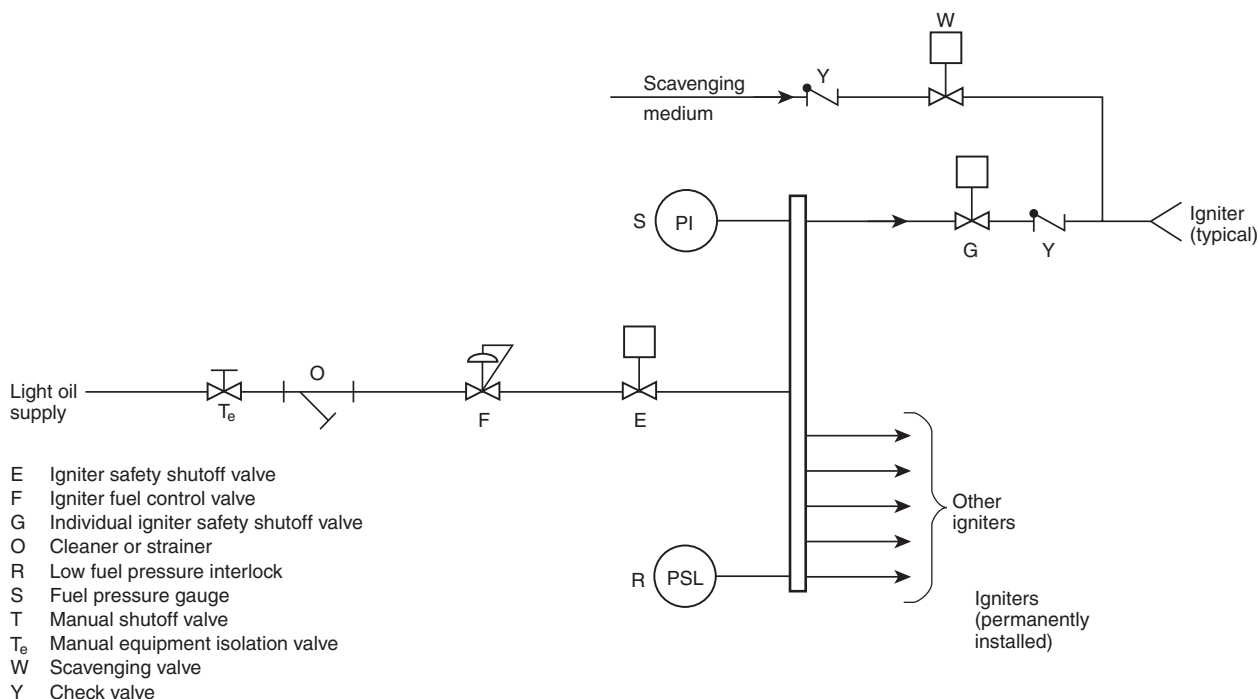 W
Y
Scavenging
medium
S
PI
G
Y
Igniter
(typical)
Light oil
supply
Te
O
F
E
Other
igniters
R
PSL
Igniters
(permanently
installed)
E Igniter safety shutoff valve
F Igniter fuel control valve
G Individual igniter safety shutoff valve
O Cleaner or strainer
R Low fuel pressure interlock
S Fuel pressure gauge
T Manual shutoff valve
Te Manual equipment isolation valve
W Scavenging valve
Y Check valve